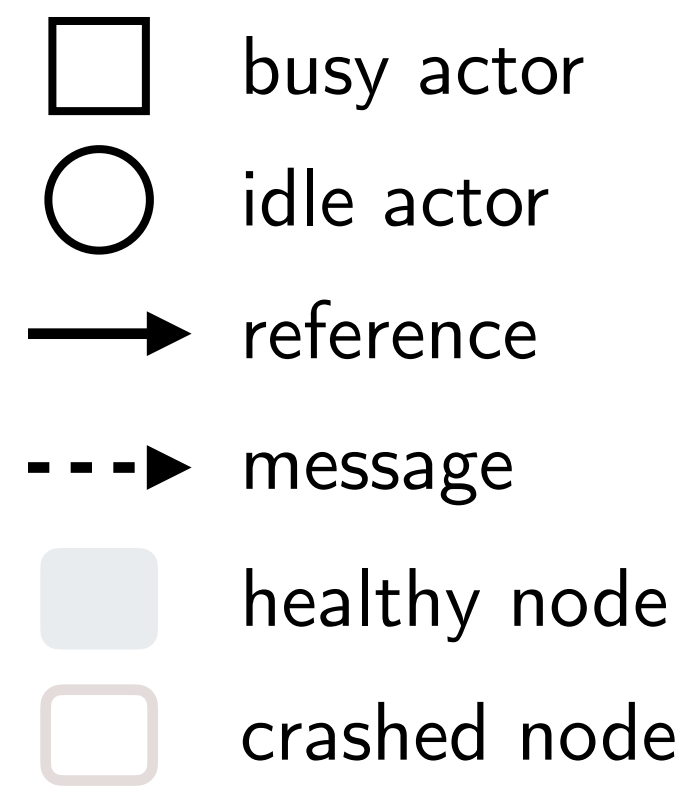 busy actor
idle actor
reference
message
healthy node
crashed node